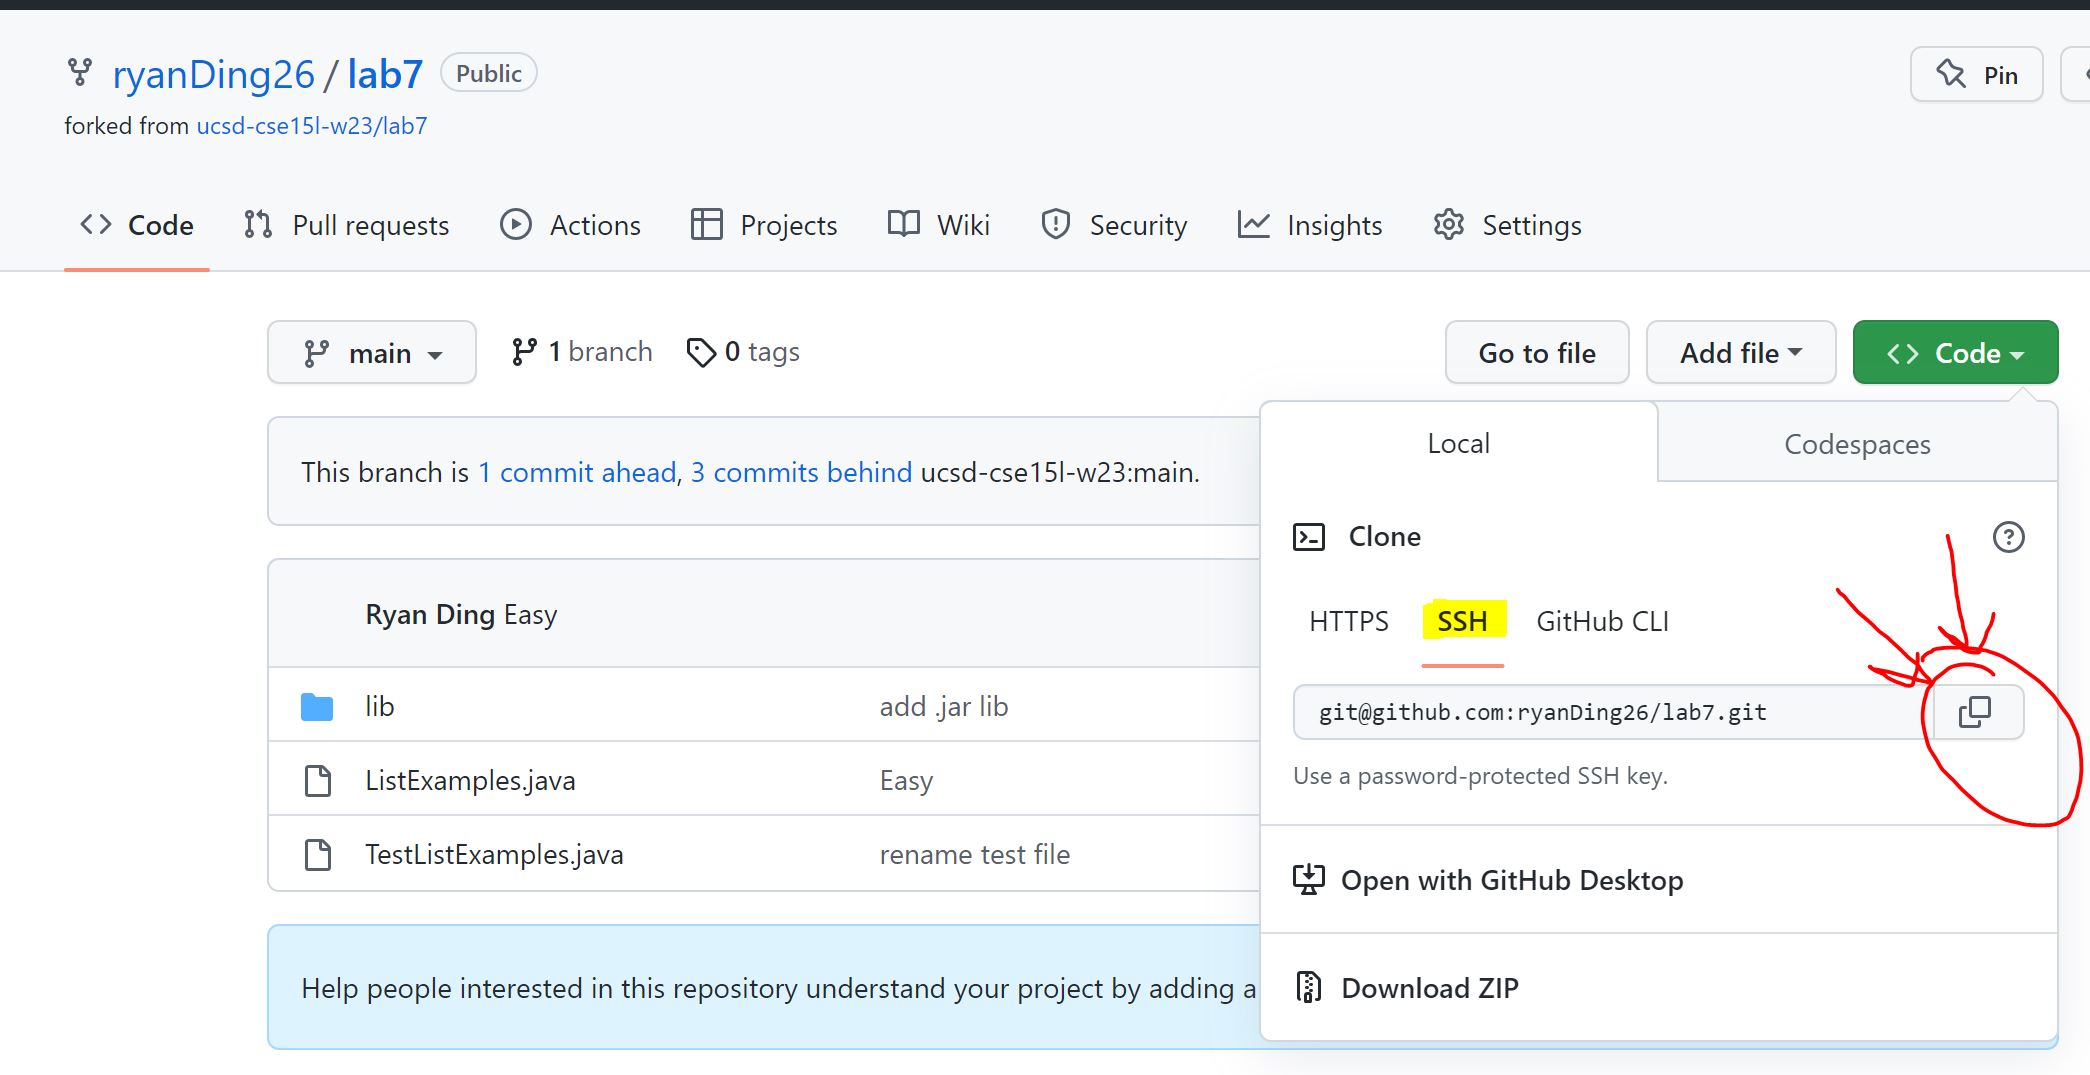 ryanDing26 / lab7 Public
Pin
forked from ucsd-cse15l-w23/lab7
Code Pull requests Actions Projects Wiki Security Insights Settings
main 1 branch 0 tags Go to file Add file Code
This branch is 1 commit ahead, 3 commits behind ucsd-cse15l-w23:main.
Ryan Ding Easy
lib add .jar lib
ListExamples.java Easy
TestListExamples.java rename test file
Help people interested in this repository understand your project by adding a
Local Codespaces
Clone
HTTPS SSH GitHub CLI
git@github.com:ryanDing26/lab7.git
Use a password-protected SSH key.
Open with GitHub Desktop
Download ZIP